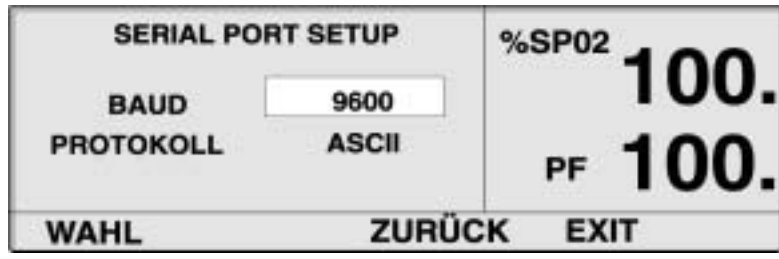 SERIAL PORT SETUP
BAUD 9600
PROTOKOLL ASCII
%SP02 100.
PF 100.
WAHL ZURÜCK EXIT